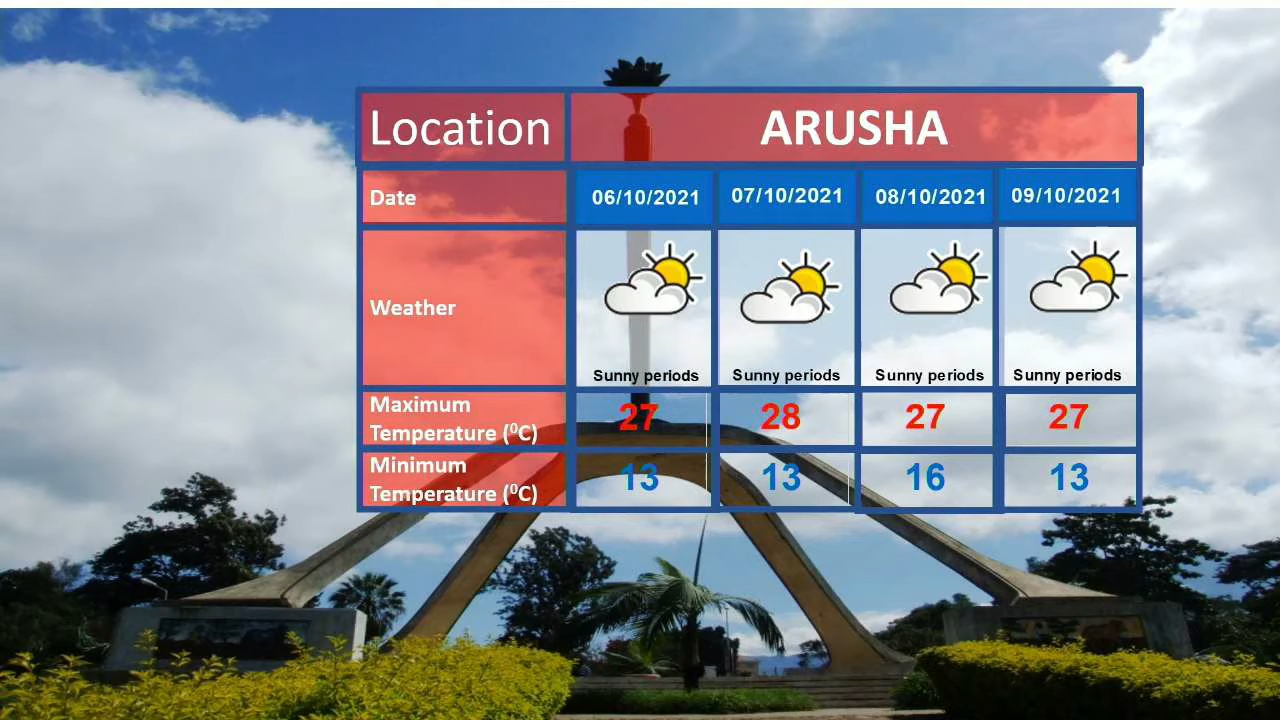 Location ARUSHA
Date 06/10/2021 07/10/2021 08/10/2021 09/10/2021
Weather
Sunny periods Sunny periods Sunny periods Sunny periods
Maximum
Temperature (⁰C) 27 28 27 27
Minimum
Temperature (⁰C) 13 13 16 13